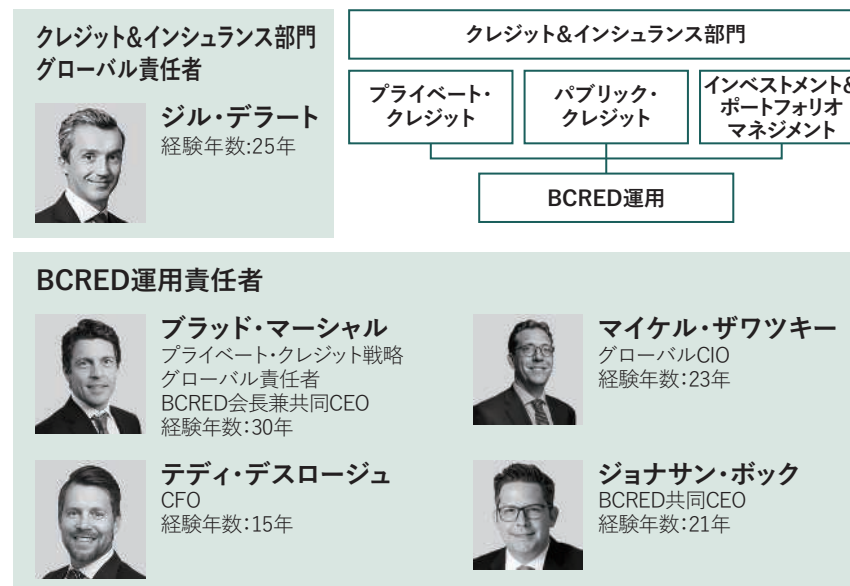 クレジット&インシュランス部門
グローバル責任者
ジル・デラート
経験年数:25年
クレジット&インシュランス部門
プライベート・
クレジット
パブリック・
クレジット
インベストメント&
ポートフォリオ
マネジメント
BCRED運用
BCRED運用責任者
ブラッド・マーシャル
プライベート・クレジット戦略
グローバル責任者
BCRED会長兼共同CEO
経験年数:30年
マイケル・ザワツキー
グローバルCIO
経験年数:23年
テディ・デスロージュ
CFO
経験年数:15年
ジョナサン・ボック
BCRED共同CEO
経験年数:21年